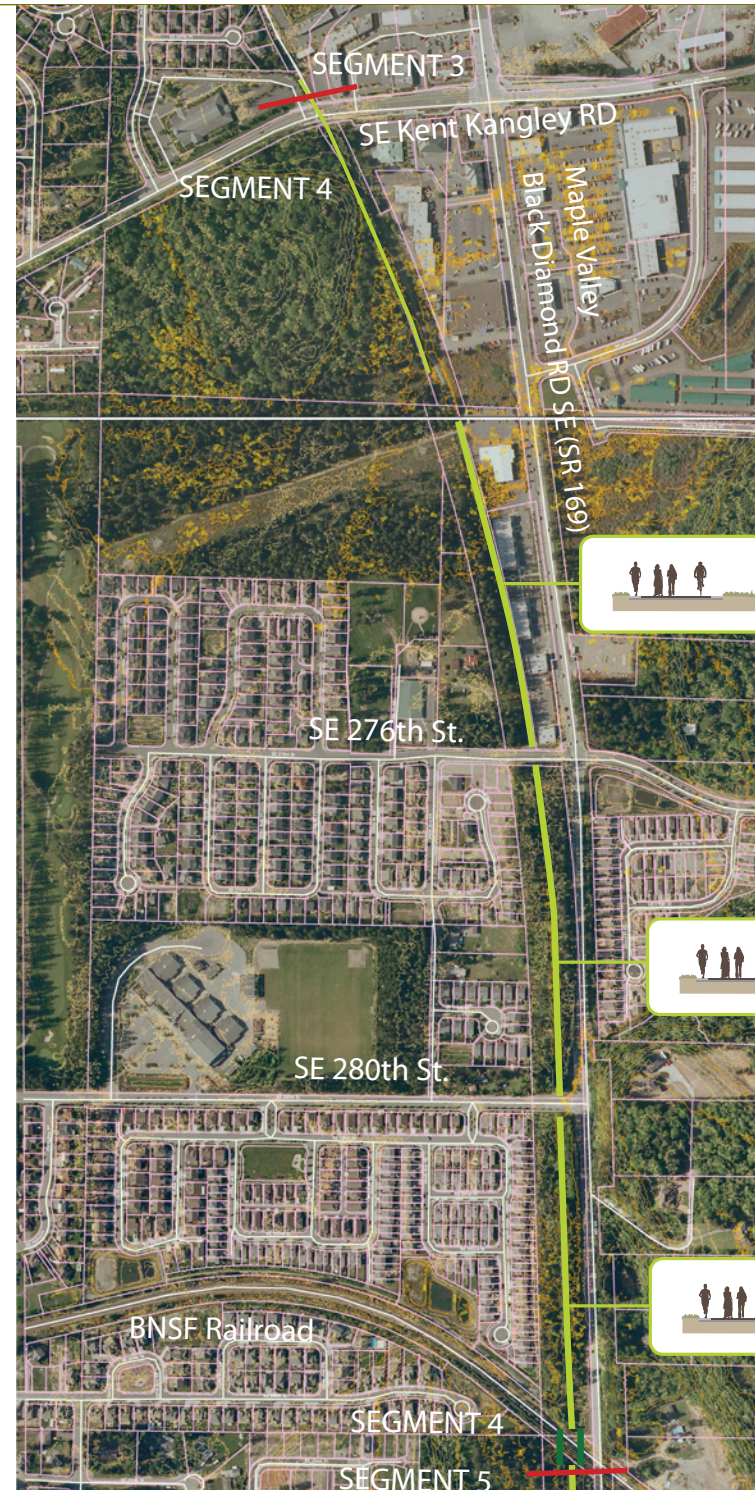 SEGMENT 3
SE Kent Kangley RD
SEGMENT 4
Maple Valley
Black Diamond RD SE (SR 169)
SE 276th St.
SE 280th St.
BNSF Railroad
SEGMENT 4
SEGMENT 5